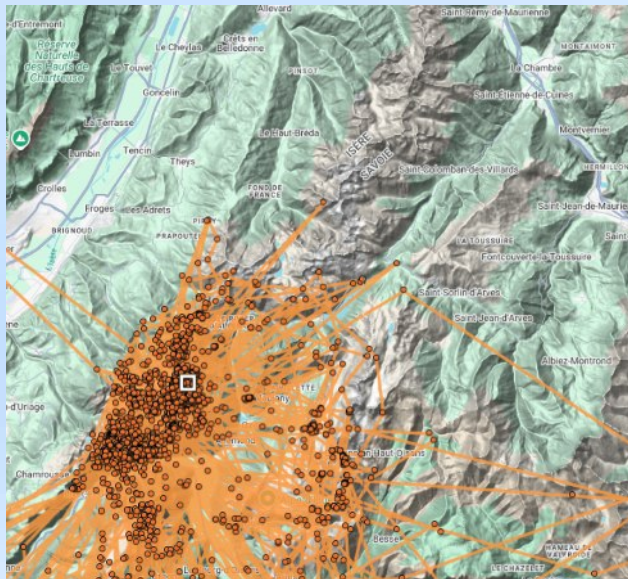 Allevard
Saint-Rémy-de-Maurienne
d'Entremont
Crêts en
Belledonne
MONTAIMONT
Le Cheylas
Réserve
Naturelle
des Hauts de
Chartreuse
Le Touvet
PINSOT
La Chambre
Goncelin
Saint-Étienne-de-Cuines
La Terrasse
Le Haut-Bréda
ISÈRE
SAVOIE
Montvernier
Lumbin
Tencin
Theys
Saint-Colomban-des-Villards
HERMILLON
Crolles
FOND DE
FRANCE
Froges
Les Adrets
Saint-Jean-de-Maurie
BRIGNOUD
PRAPOUTEL
LA TOUSSUIRE
Isère
Fontcouverte-la-Toussuire
Saint-Sorlin-d'Arves
Saint-Jean-d'Arves
Albiez-Montrond
d'Uriage
Chamrousse
Besse
LE CHAZELET